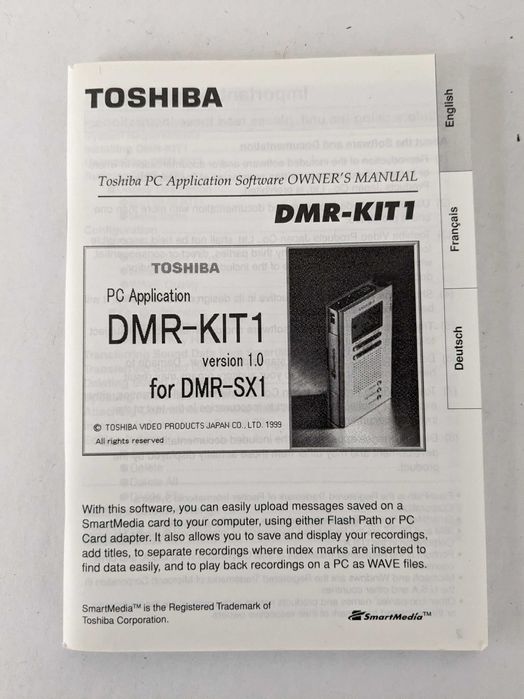 TOSHIBA
Toshiba PC Application Software OWNER'S MANUAL
DMR-KIT1
TOSHIBA
PC Application
DMR-KIT1
version 1.0
for DMR-SX1
© TOSHIBA VIDEO PRODUCTS JAPAN CO., LTD. 1999
All rights reserved
With this software, you can easily upload messages saved on a
SmartMedia card to your computer, using either Flash Path or PC
Card adapter. It also allows you to save and display your recordings,
add titles, to separate recordings where index marks are inserted to
find data easily, and to play back recordings on a PC as WAVE files.
SmartMedia™ is the Registered Trademark of
Toshiba Corporation.
SmartMedia™
English
Français
Deutsch